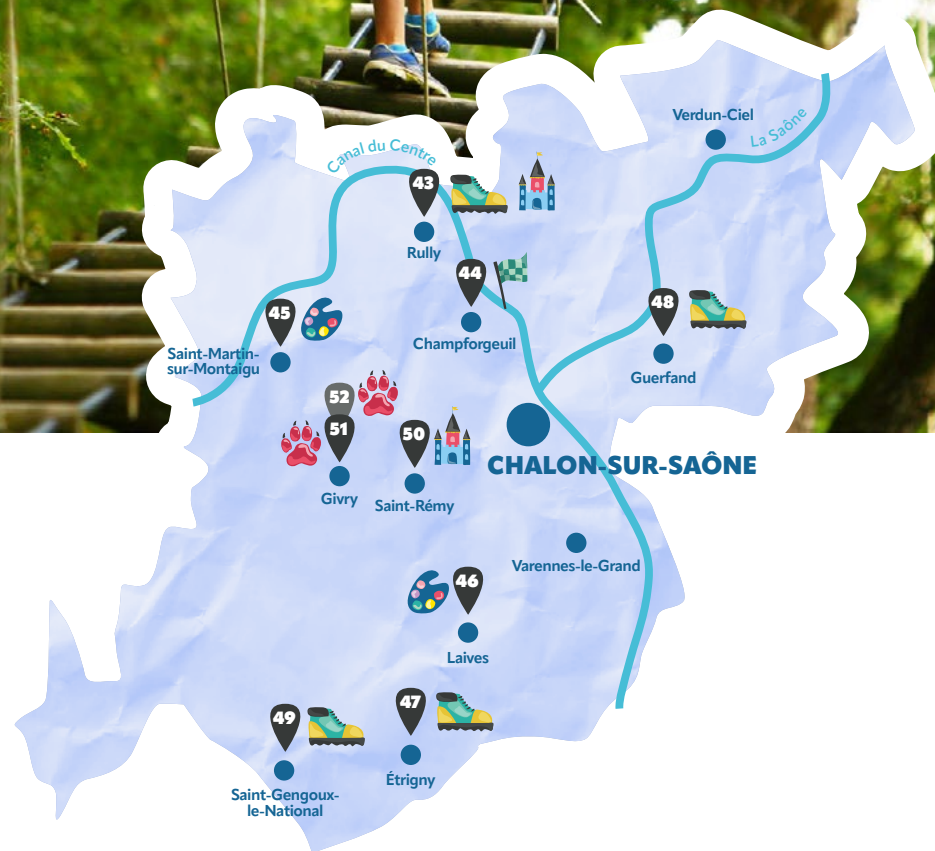 Verdun-Ciel
La Saône
Canal du Centre
43
Rully
44
Champforgeuil
48
Guerfand
45
Saint-Martin-
sur-Montaigu
52
51
Givry
50
Saint-Rémy
CHALON-SUR-SAÔNE
Varennes-le-Grand
46
Laives
47
Étrigny
49
Saint-Gengoux-
le-National